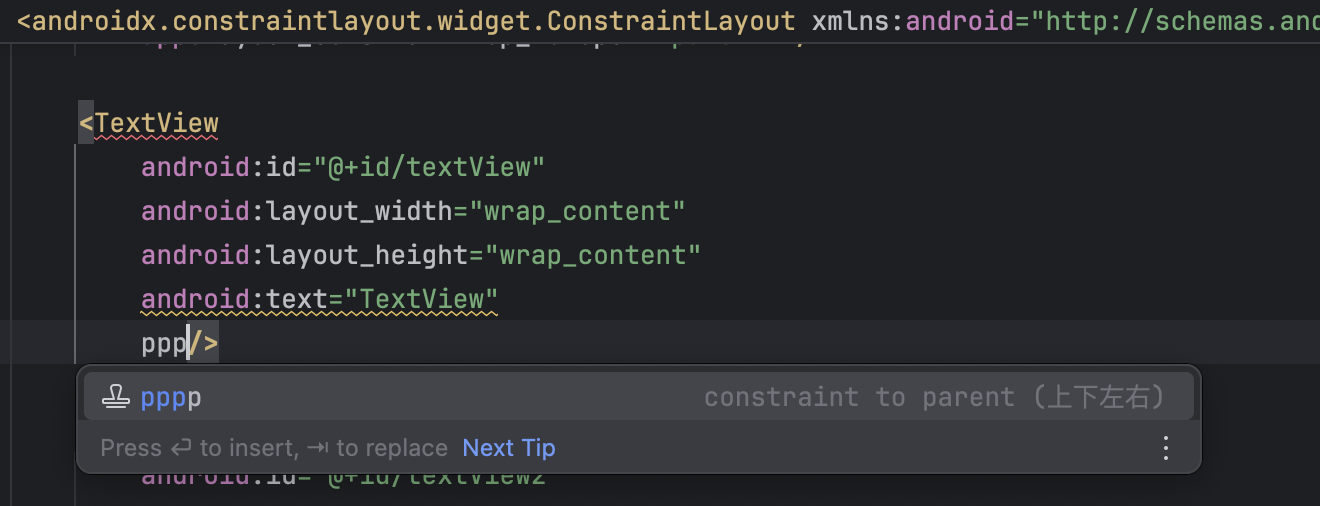 <androidx.constraintlayout.widget.ConstraintLayout xmlns:android="http://schemas.and
<TextView
android:id="@+id/textView"
android:layout_width="wrap_content"
android:layout_height="wrap_content"
android:text="TextView"
ppp/>
pppp constraint to parent (上下左右)
Press ↵ to insert, ⇥ to replace Next Tip
android:id="@+id/textView2